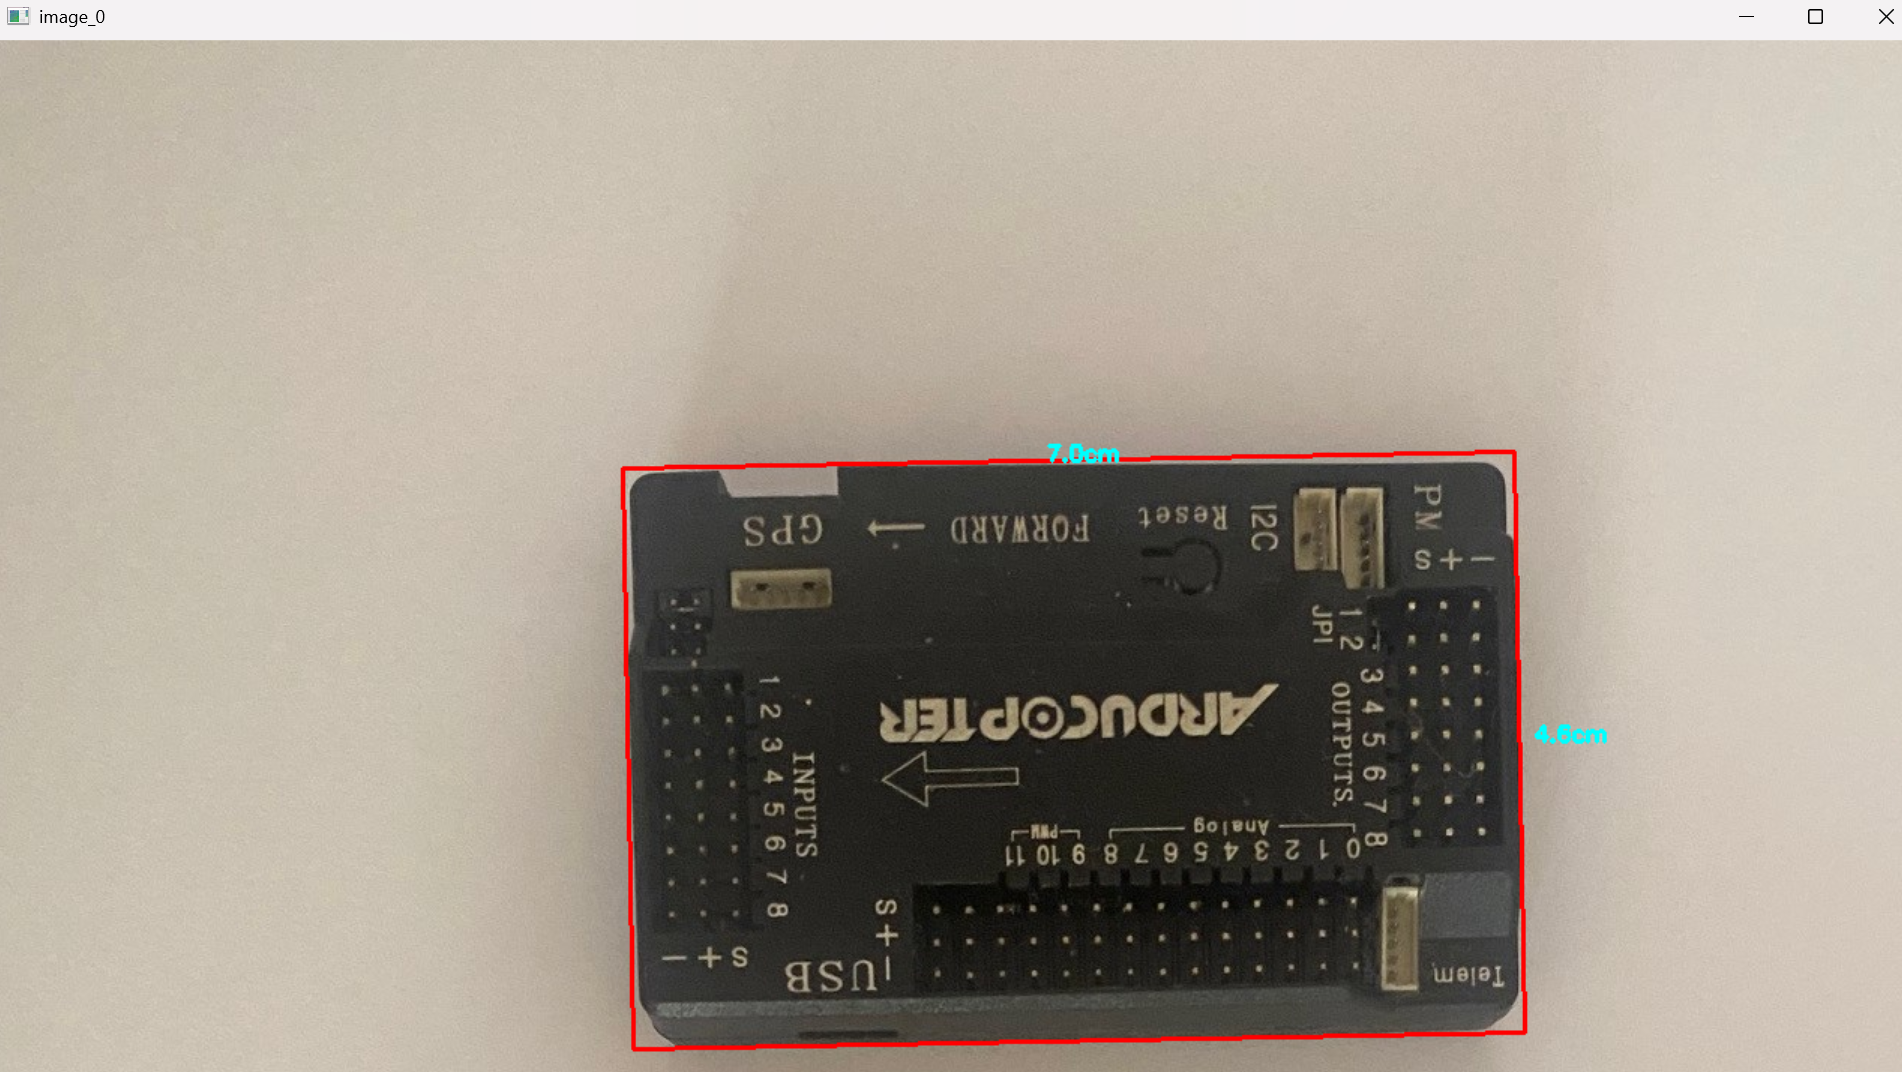 image_0
7.0cm
GPS
FORWARD
Reset
I2C
PM
S + −
JP1
1
2
3
4
5
6
7
8
OUTPUTS
ARDUCOPTER
4.6cm
1
2
3
4
5
6
7
8
INPUTS
PWM
Analog
11 10 9 8 7 6 5 4 3 2 1 0
S
+
−
− + S
USB
Telem